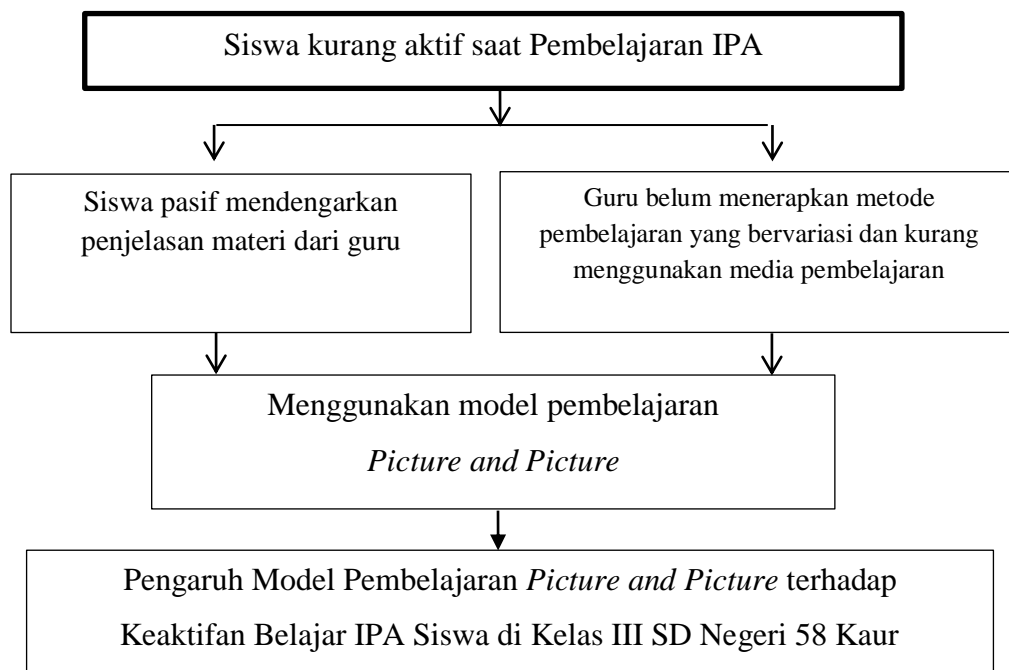 Siswa kurang aktif saat Pembelajaran IPA
Siswa pasif mendengarkan
penjelasan materi dari guru
Guru belum menerapkan metode
pembelajaran yang bervariasi dan kurang
menggunakan media pembelajaran
Menggunakan model pembelajaran
Picture and Picture
Pengaruh Model Pembelajaran Picture and Picture terhadap
Keaktifan Belajar IPA Siswa di Kelas III SD Negeri 58 Kaur